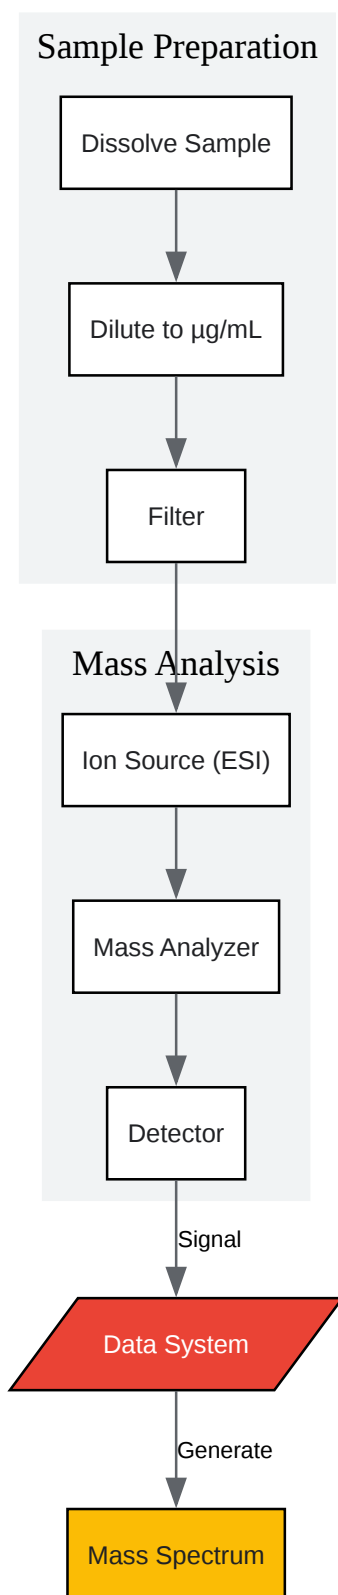 Sample Preparation
Dissolve Sample
Dilute to µg/mL
Filter
Mass Analysis
Ion Source (ESI)
Mass Analyzer
Detector
Signal
Data System
Generate
Mass Spectrum